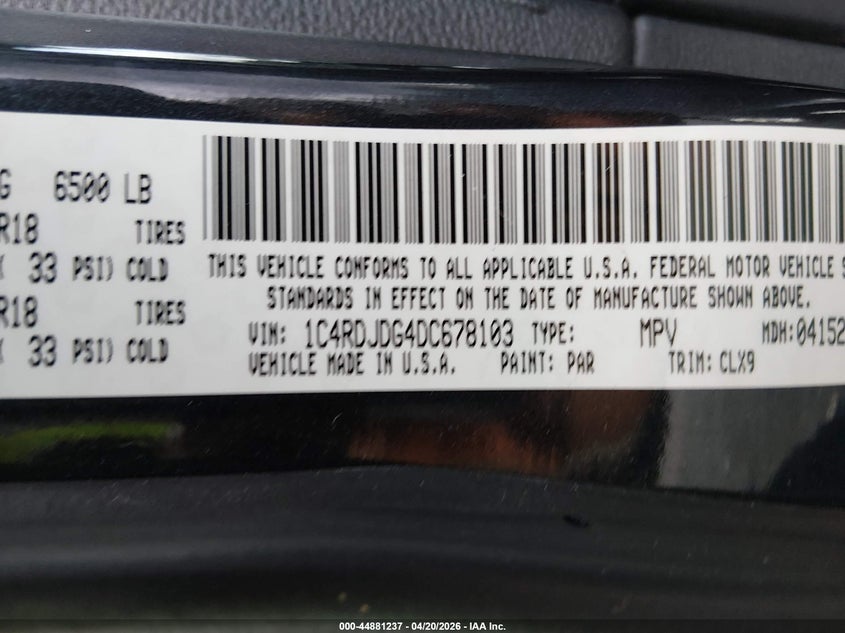 G 6500 LB
R18 TIRES
33 PSI) COLD
R18 TIRES
33 PSI) COLD
THIS VEHICLE CONFORMS TO ALL APPLICABLE U.S.A. FEDERAL MOTOR VEHICLE S
STANDARDS IN EFFECT ON THE DATE OF MANUFACTURE SHOWN ABOVE.
VIN: 1C4RDJDG4DC678103 TYPE: MPV MDH:04152
VEHICLE MADE IN U.S.A. PAINT: PAR TRIM: CLX9
000-44881237 - 04/20/2026 - IAA Inc.